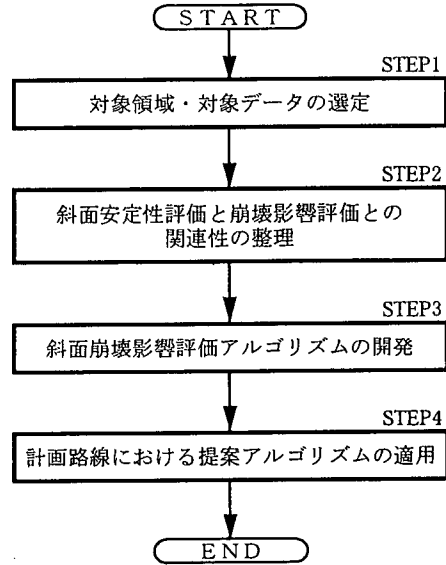 START
STEP1
対象領域・対象データの選定
STEP2
斜面安定性評価と崩壊影響評価との
関連性の整理
STEP3
斜面崩壊影響評価アルゴリズムの開発
STEP4
計画路線における提案アルゴリズムの適用
END